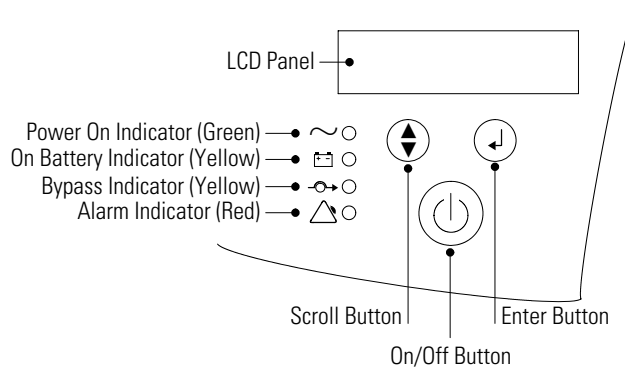 LCD Panel
Power On Indicator (Green)
On Battery Indicator (Yellow)
Bypass Indicator (Yellow)
Alarm Indicator (Red)
Scroll Button
Enter Button
On/Off Button